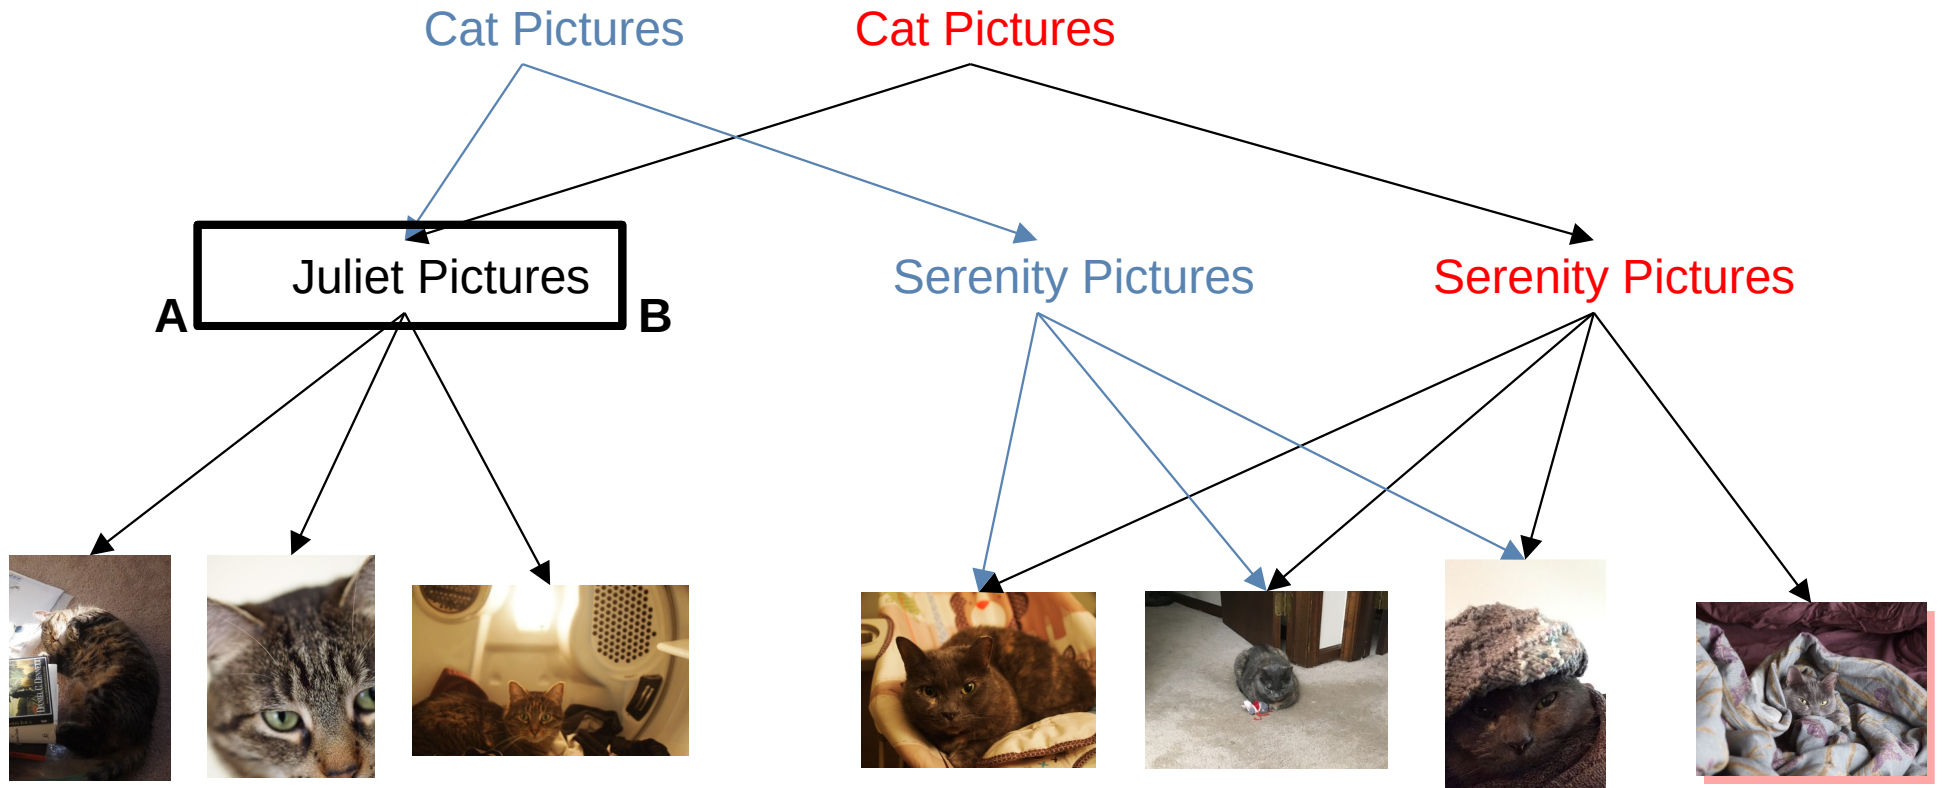 Cat Pictures
Cat Pictures
Juliet Pictures
A
B
Serenity Pictures
Serenity Pictures